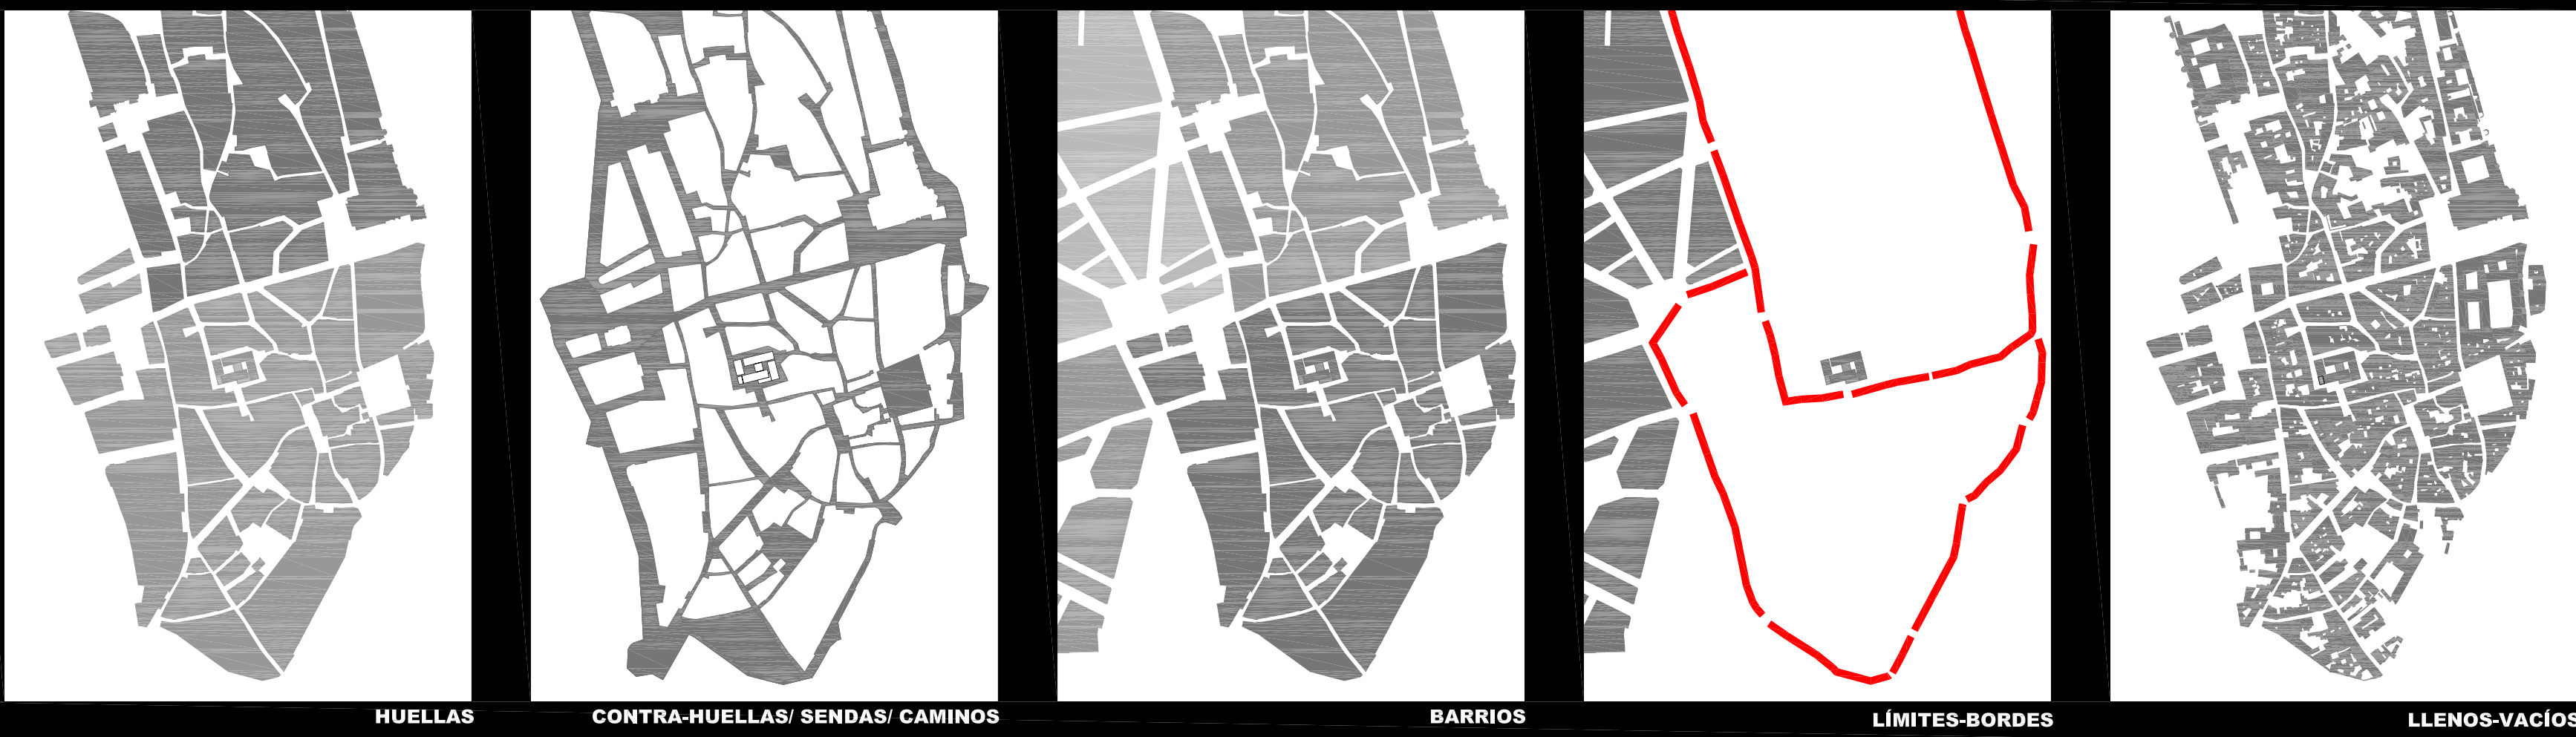 HUELLAS
CONTRA-HUELLAS/ SENDAS/ CAMINOS
BARRIOS
LÍMITES-BORDES
LLENOS-VACÍOS